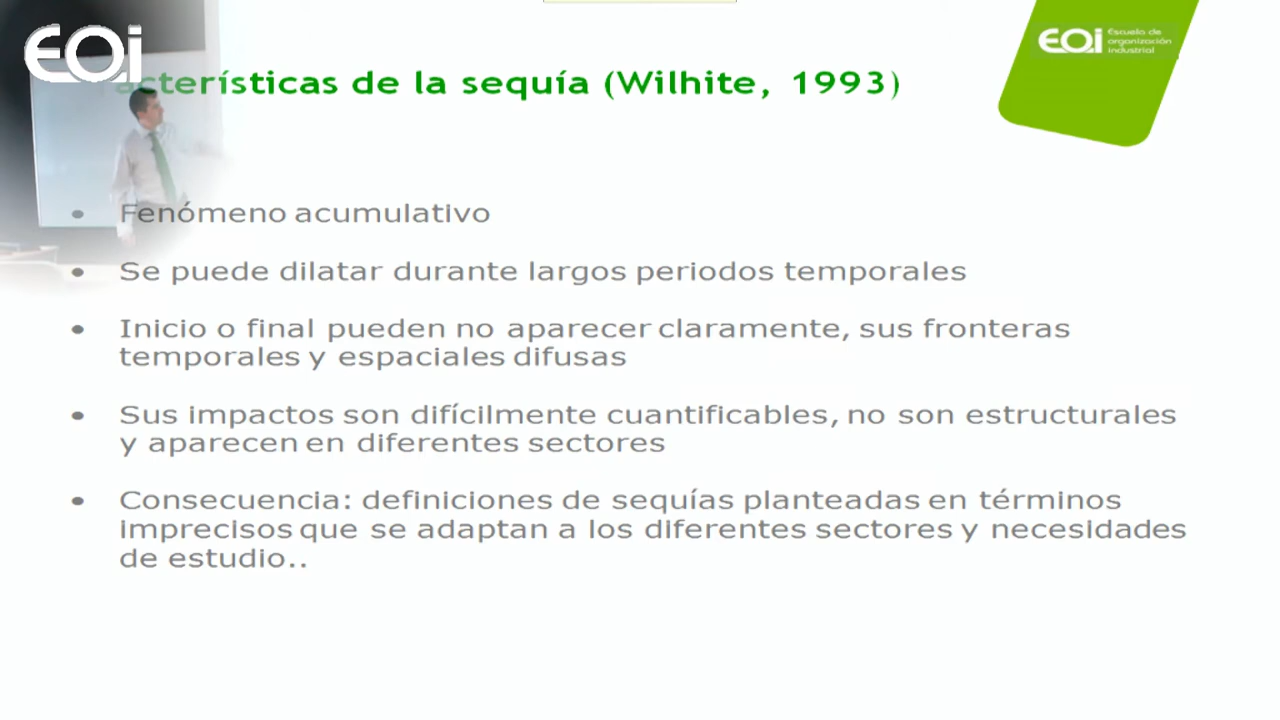 EOi
EOi Escuela de
organización
industrial
acterísticas de la sequía (Wilhite, 1993)
• Fenómeno acumulativo
• Se puede dilatar durante largos periodos temporales
• Inicio o final pueden no aparecer claramente, sus fronteras
temporales y espaciales difusas
• Sus impactos son difícilmente cuantificables, no son estructurales
y aparecen en diferentes sectores
• Consecuencia: definiciones de sequías planteadas en términos
imprecisos que se adaptan a los diferentes sectores y necesidades
de estudio..